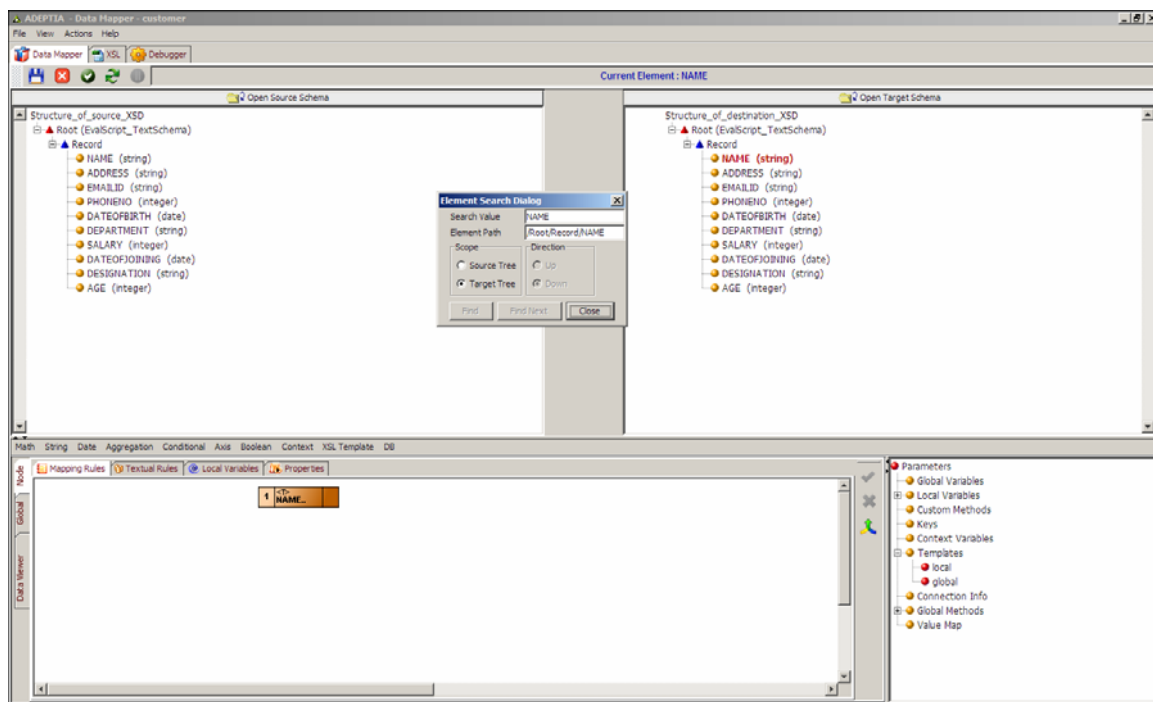 ADEPTIA - Data Mapper - customer
File View Actions Help
Data Mapper XSL Debugger
Current Element : NAME
Open Source Schema
Open Target Schema
Structure_of_source_XSD
Root (EvalScript_TextSchema)
Record
NAME (string)
ADDRESS (string)
EMAILID (string)
PHONENO (integer)
DATEOFBIRTH (date)
DEPARTMENT (string)
SALARY (integer)
DATEOFJOINING (date)
DESIGNATION (string)
AGE (integer)
Element Search Dialog
Search Value NAME
Element Path /Root/Record/NAME
Scope Direction
Source Tree Up
Target Tree Down
Find Find Next Close
Structure_of_destination_XSD
Root (EvalScript_TextSchema)
Record
NAME (string)
ADDRESS (string)
EMAILID (string)
PHONENO (integer)
DATEOFBIRTH (date)
DEPARTMENT (string)
SALARY (integer)
DATEOFJOINING (date)
DESIGNATION (string)
AGE (integer)
Math String Date Aggregation Conditional Axis Boolean Context XSL Template DB
Node
Global
Data Viewer
Mapping Rules Textual Rules Local Variables Properties
1 <T>
NAME...
Parameters
Global Variables
Local Variables
Custom Methods
Keys
Context Variables
Templates
local
global
Connection Info
Global Methods
Value Map